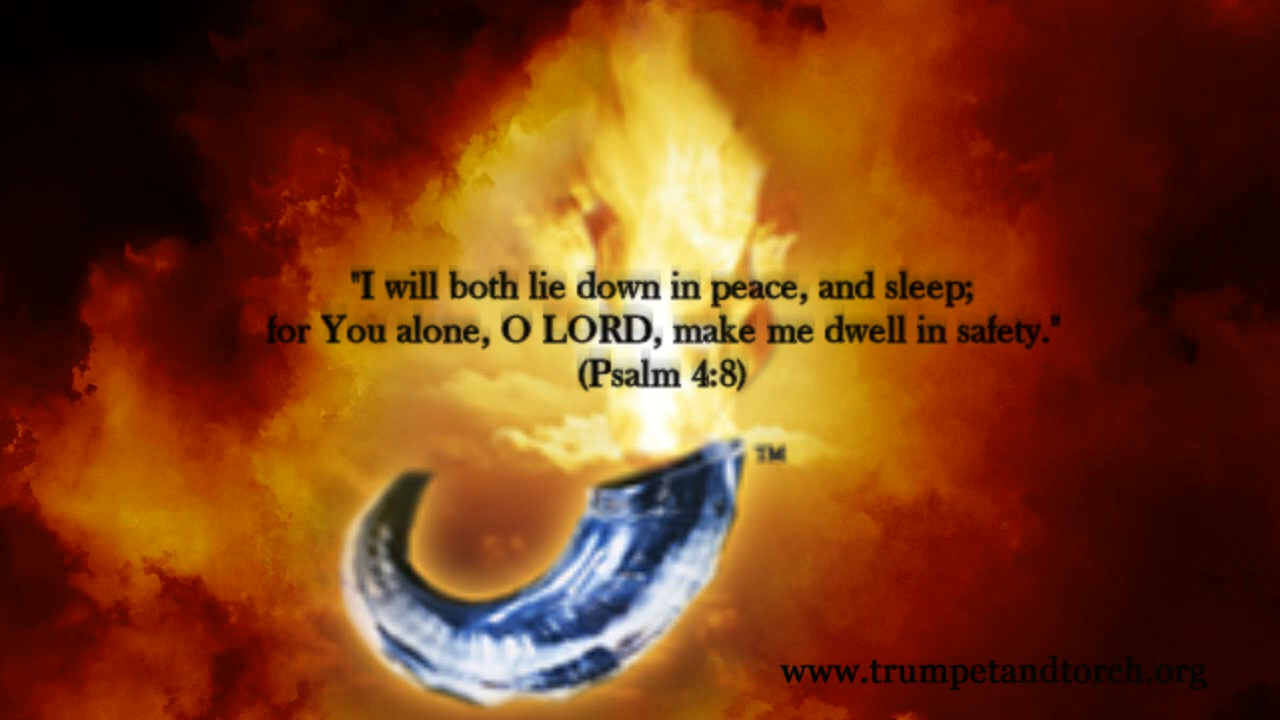 "I will both lie down in peace, and sleep;
for You alone, O LORD, make me dwell in safety."
(Psalm 4:8)
TM
www.trumpetandtorch.org